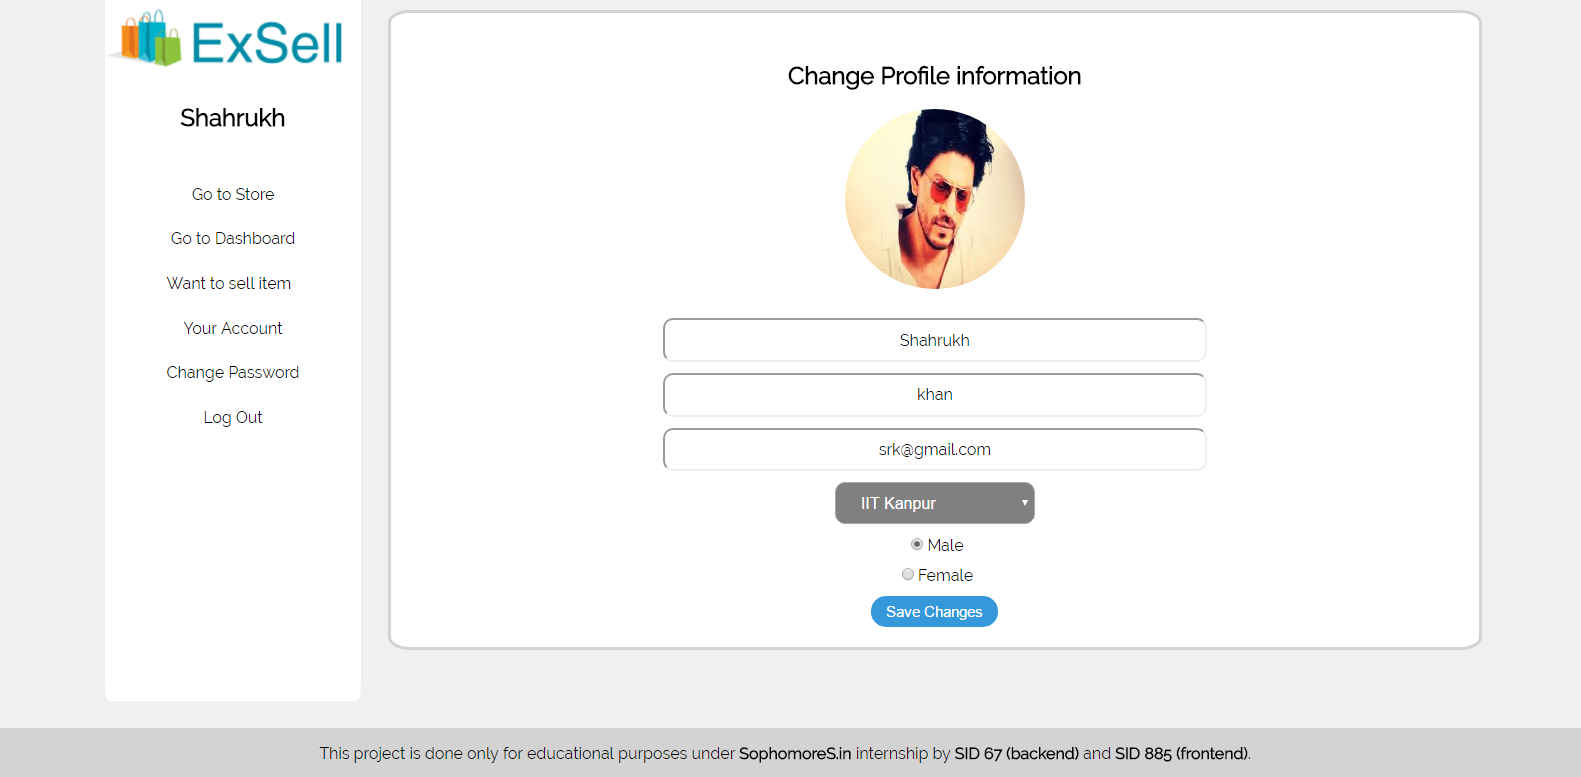 ExSell
Shahrukh
Go to Store
Go to Dashboard
Want to sell item
Your Account
Change Password
Log Out
Change Profile information
Shahrukh
khan
srk@gmail.com
IIT Kanpur
Male
Female
Save Changes
This project is done only for educational purposes under SophomoreS.in internship by SID 67 (backend) and SID 885 (frontend).